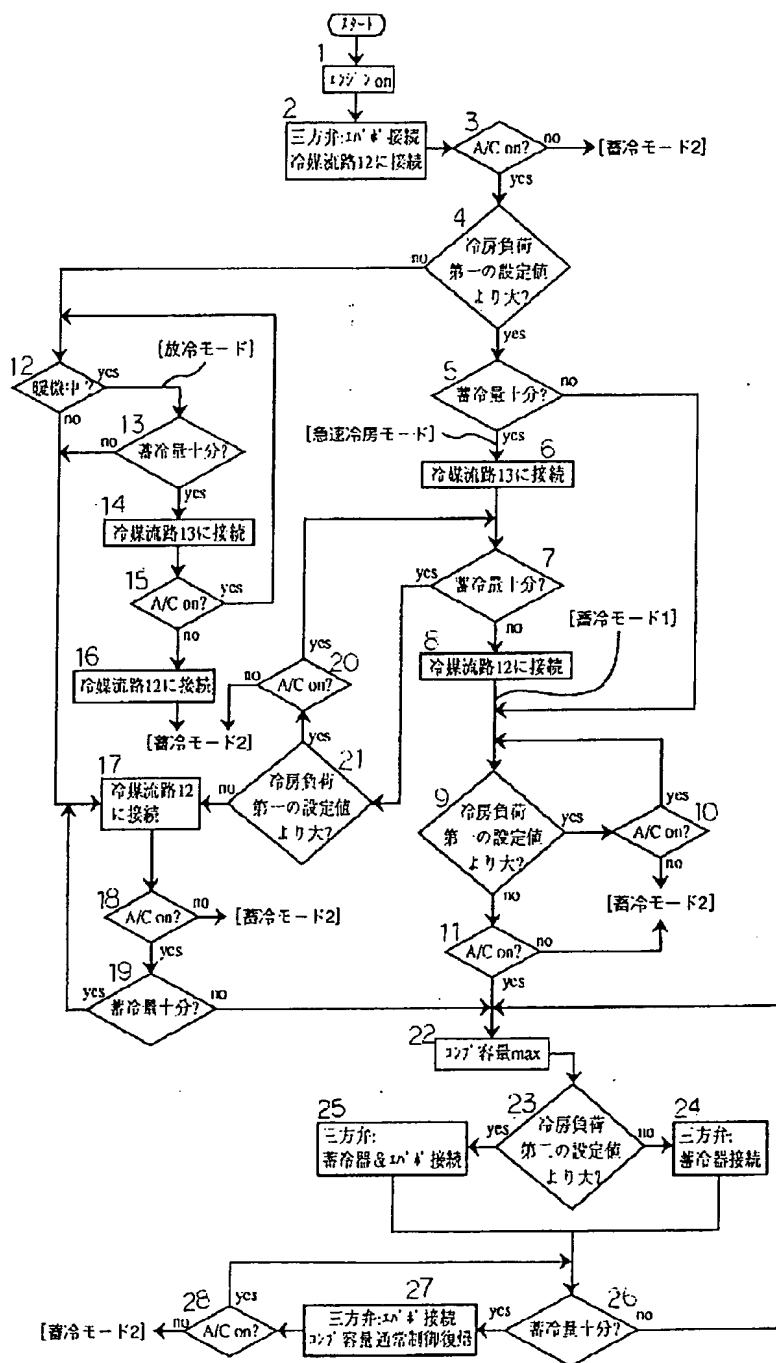 スタート
1
エンジン on
2
三方弁:エバポ接続
冷媒流路12に接続
3
A/C on?
no
[蓄冷モード2]
yes
4
冷房負荷
第一の設定値
より大?
no
yes
5
蓄冷量十分?
no
[急速冷房モード]
yes
6
冷媒流路13に接続
7
蓄冷量十分?
yes
no
8
冷媒流路12に接続
[蓄冷モード1]
9
冷房負荷
第一の設定値
より大?
yes
no
10
A/C on?
yes
no
[蓄冷モード2]
11
A/C on?
no
yes
12
暖機中?
yes
no
[放冷モード]
13
蓄冷量十分?
no
yes
14
冷媒流路13に接続
15
A/C on?
yes
no
16
冷媒流路12に接続
[蓄冷モード2]
17
冷媒流路12
に接続
18
A/C on?
no
[蓄冷モード2]
yes
19
蓄冷量十分?
yes
no
20
A/C on?
yes
no
21
冷房負荷
第一の設定値
より大?
yes
no
22
コンプ容量max
23
冷房負荷
第二の設定値
より大?
yes
no
24
三方弁:
蓄冷器接続
25
三方弁:
蓄冷器&エバポ接続
26
蓄冷量十分?
yes
no
27
三方弁:エバポ接続
コンプ容量通常制御復帰
28
A/C on?
yes
no
[蓄冷モード2]